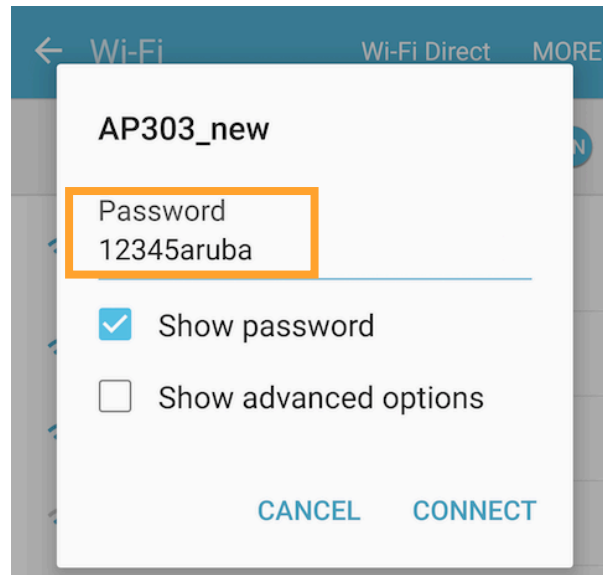 Wi-Fi Wi-Fi Direct MORE
AP303_new
N
Password
12345aruba
Show password
Show advanced options
CANCEL CONNECT